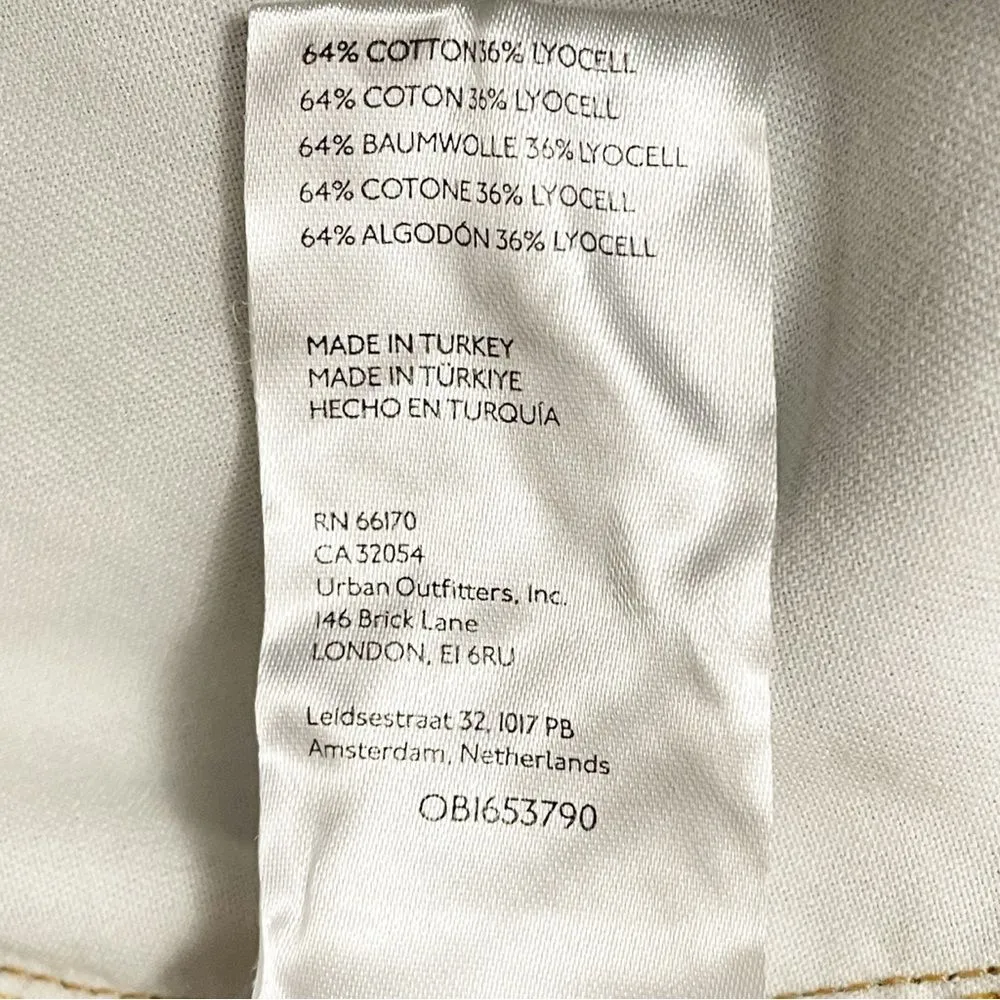 64% COTTON36% LYOCELL
64% COTON 36% LYOCELL
64% BAUMWOLLE 36% LYOCELL
64% COTONE 36% LYOCELL
64% ALGODÓN 36% LYOCELL
MADE IN TURKEY
MADE IN TÜRKIYE
HECHO EN TURQUÍA
RN 66170
CA 32054
Urban Outfitters, Inc.
146 Brick Lane
LONDON, E1 6RU
Leidsestraat 32, 1017 PB
Amsterdam, Netherlands
OB1653790